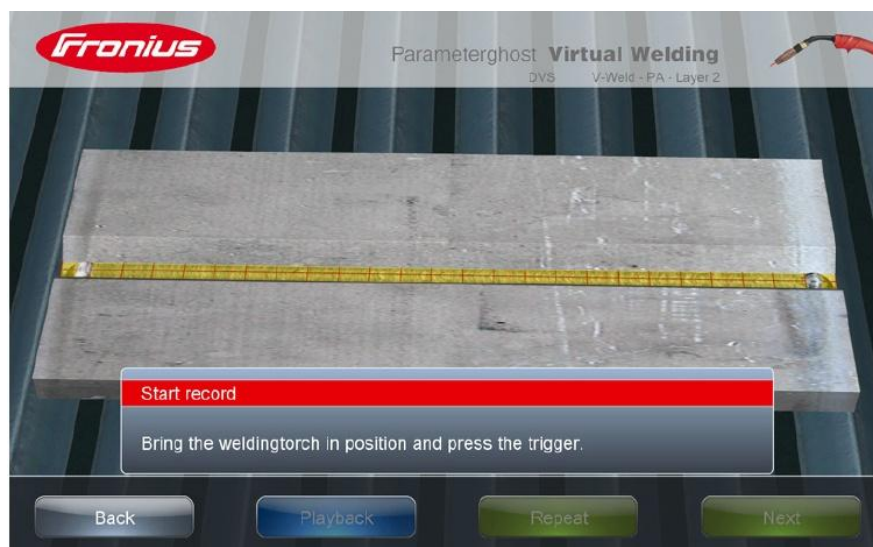 Fronius
Parameterghost Virtual Welding
DVS V-Weld - PA - Layer 2
Start record
Bring the weldingtorch in position and press the trigger.
Back Playback Repeat Next